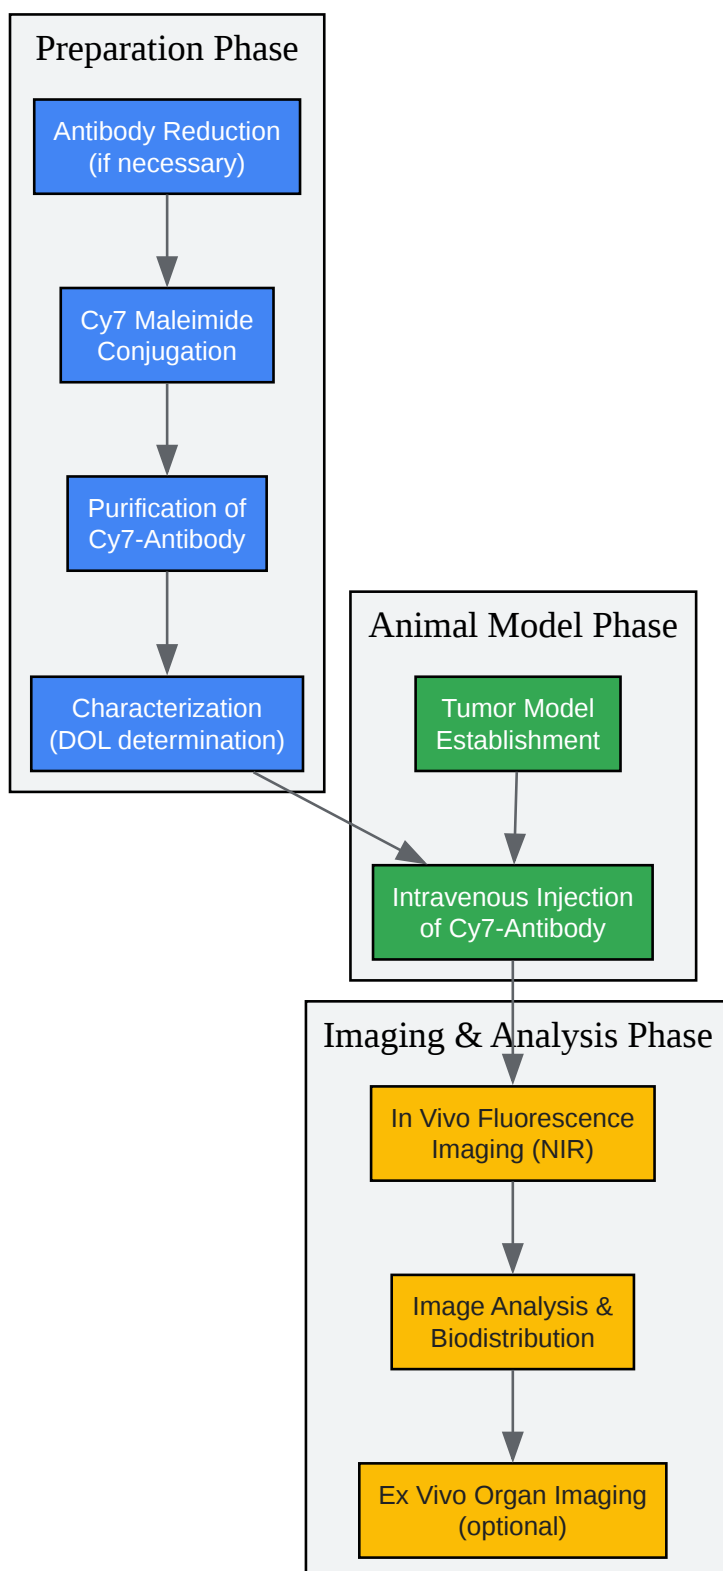 Preparation Phase
Antibody Reduction
(if necessary)
Cy7 Maleimide
Conjugation
Purification of
Cy7-Antibody
Characterization
(DOL determination)
Animal Model Phase
Tumor Model
Establishment
Intravenous Injection
of Cy7-Antibody
Imaging & Analysis Phase
In Vivo Fluorescence
Imaging (NIR)
Image Analysis &
Biodistribution
Ex Vivo Organ Imaging
(optional)